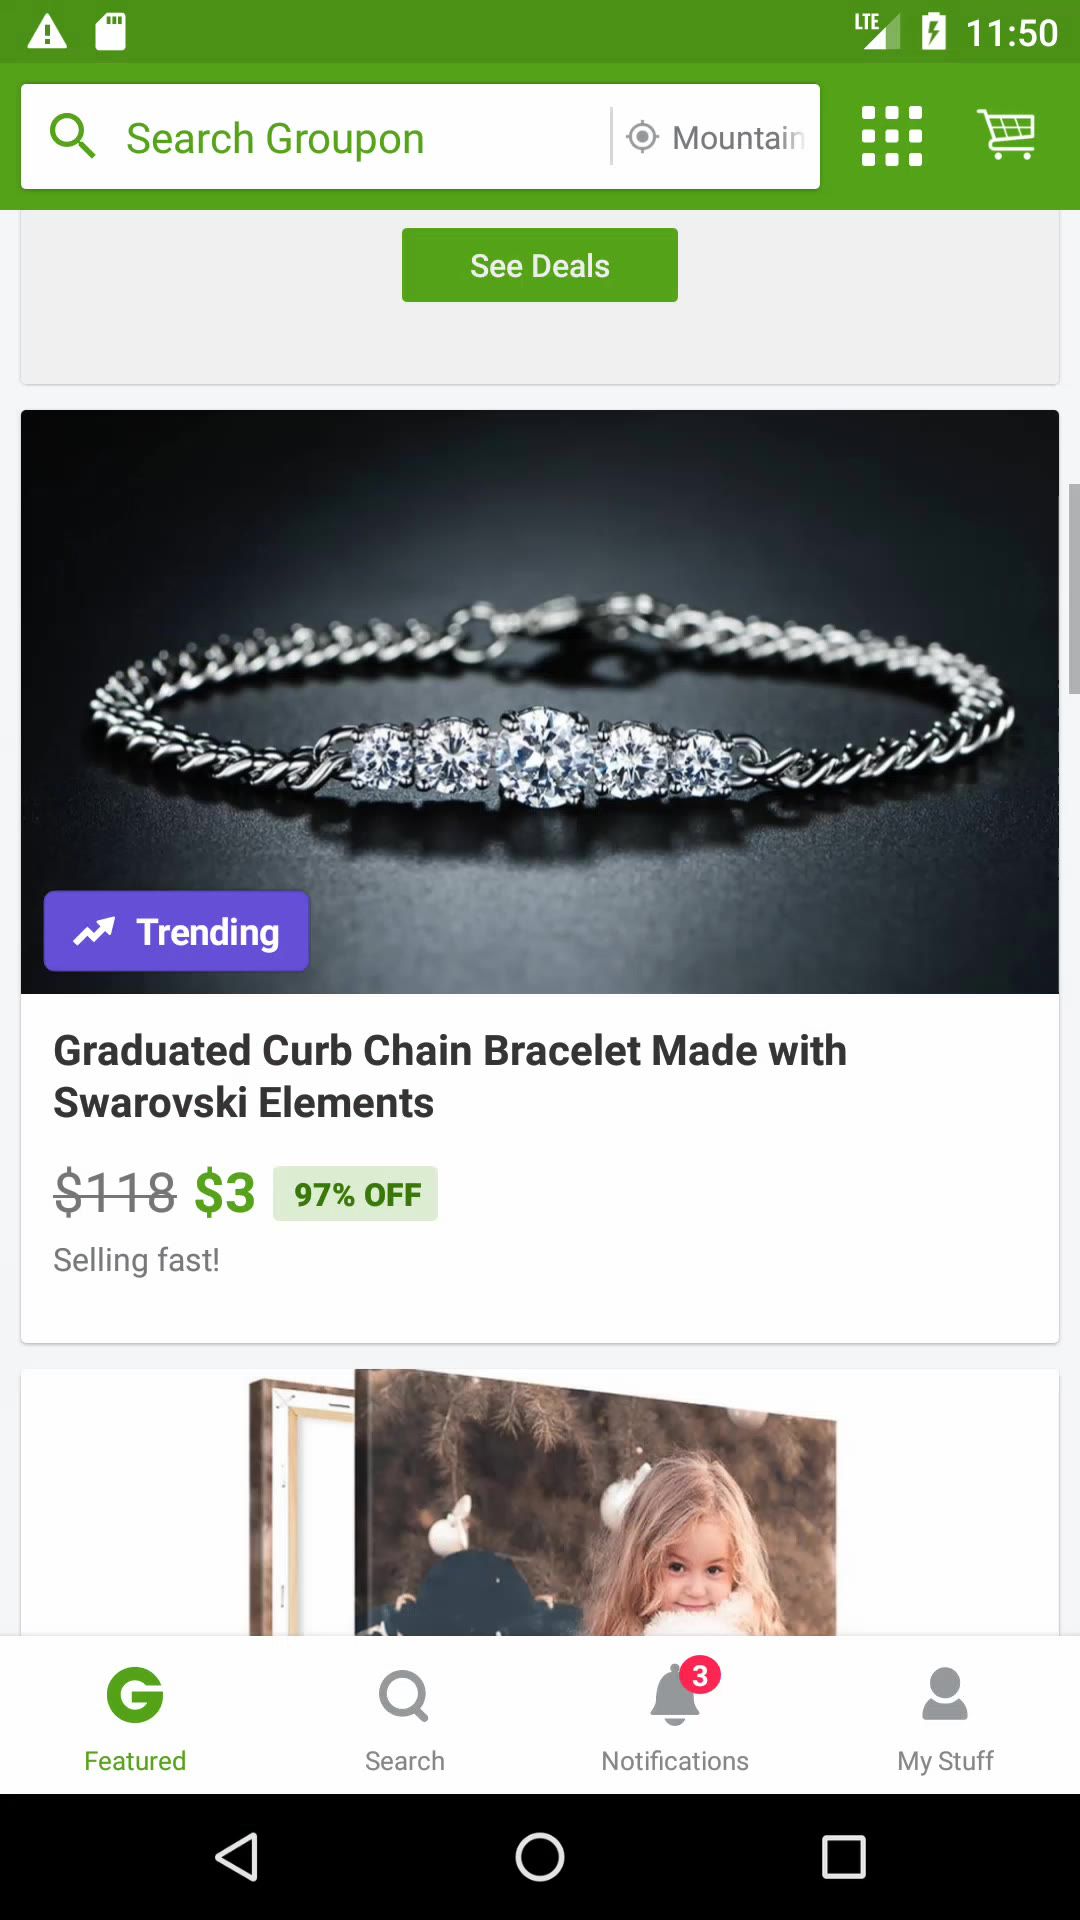 LTE 11:50
Search Groupon Mountain
See Deals
Trending
Graduated Curb Chain Bracelet Made with
Swarovski Elements
$118 $3 97% OFF
Selling fast!
3
Featured Search Notifications My Stuff